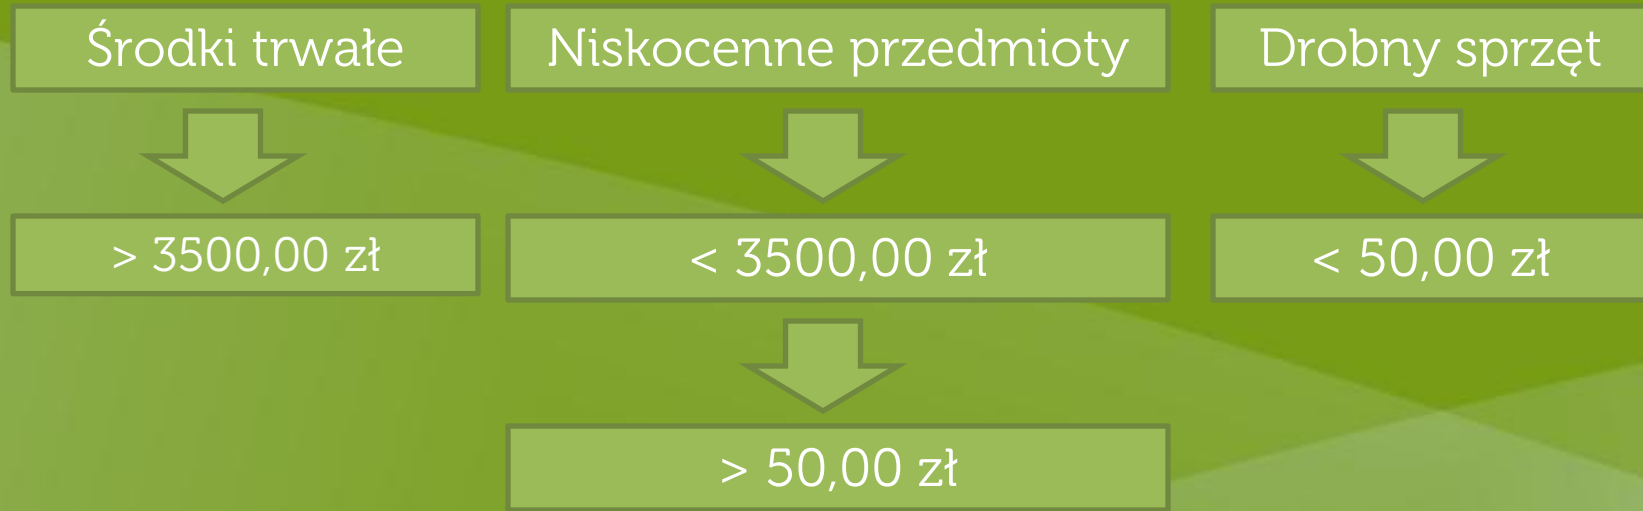 Środki trwałe
Niskocenne przedmioty
Drobny sprzęt
> 3500,00 zł
< 3500,00 zł
< 50,00 zł
> 50,00 zł